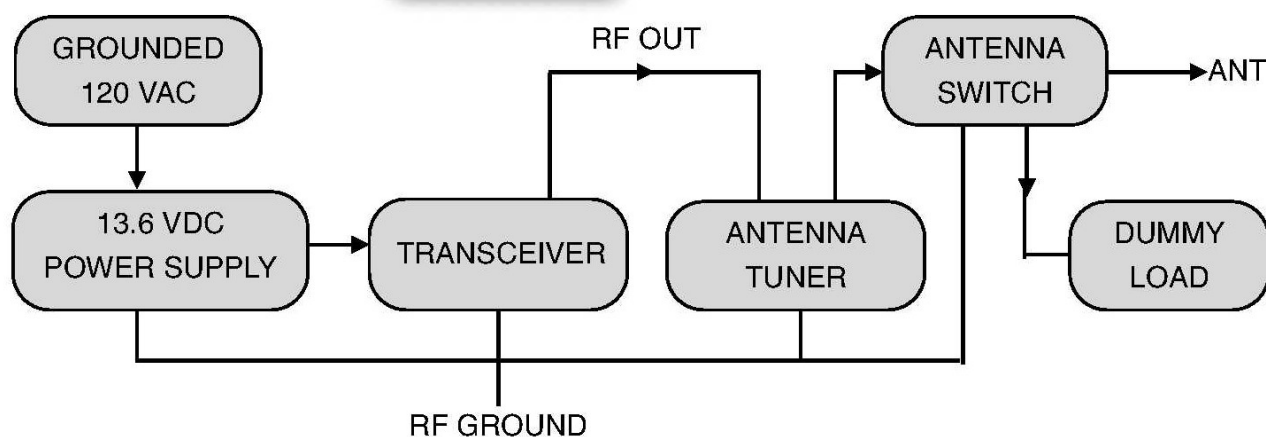 GROUNDED
120 VAC
RF OUT
ANTENNA
SWITCH
ANT
13.6 VDC
POWER SUPPLY
TRANSCEIVER
ANTENNA
TUNER
DUMMY
LOAD
RF GROUND